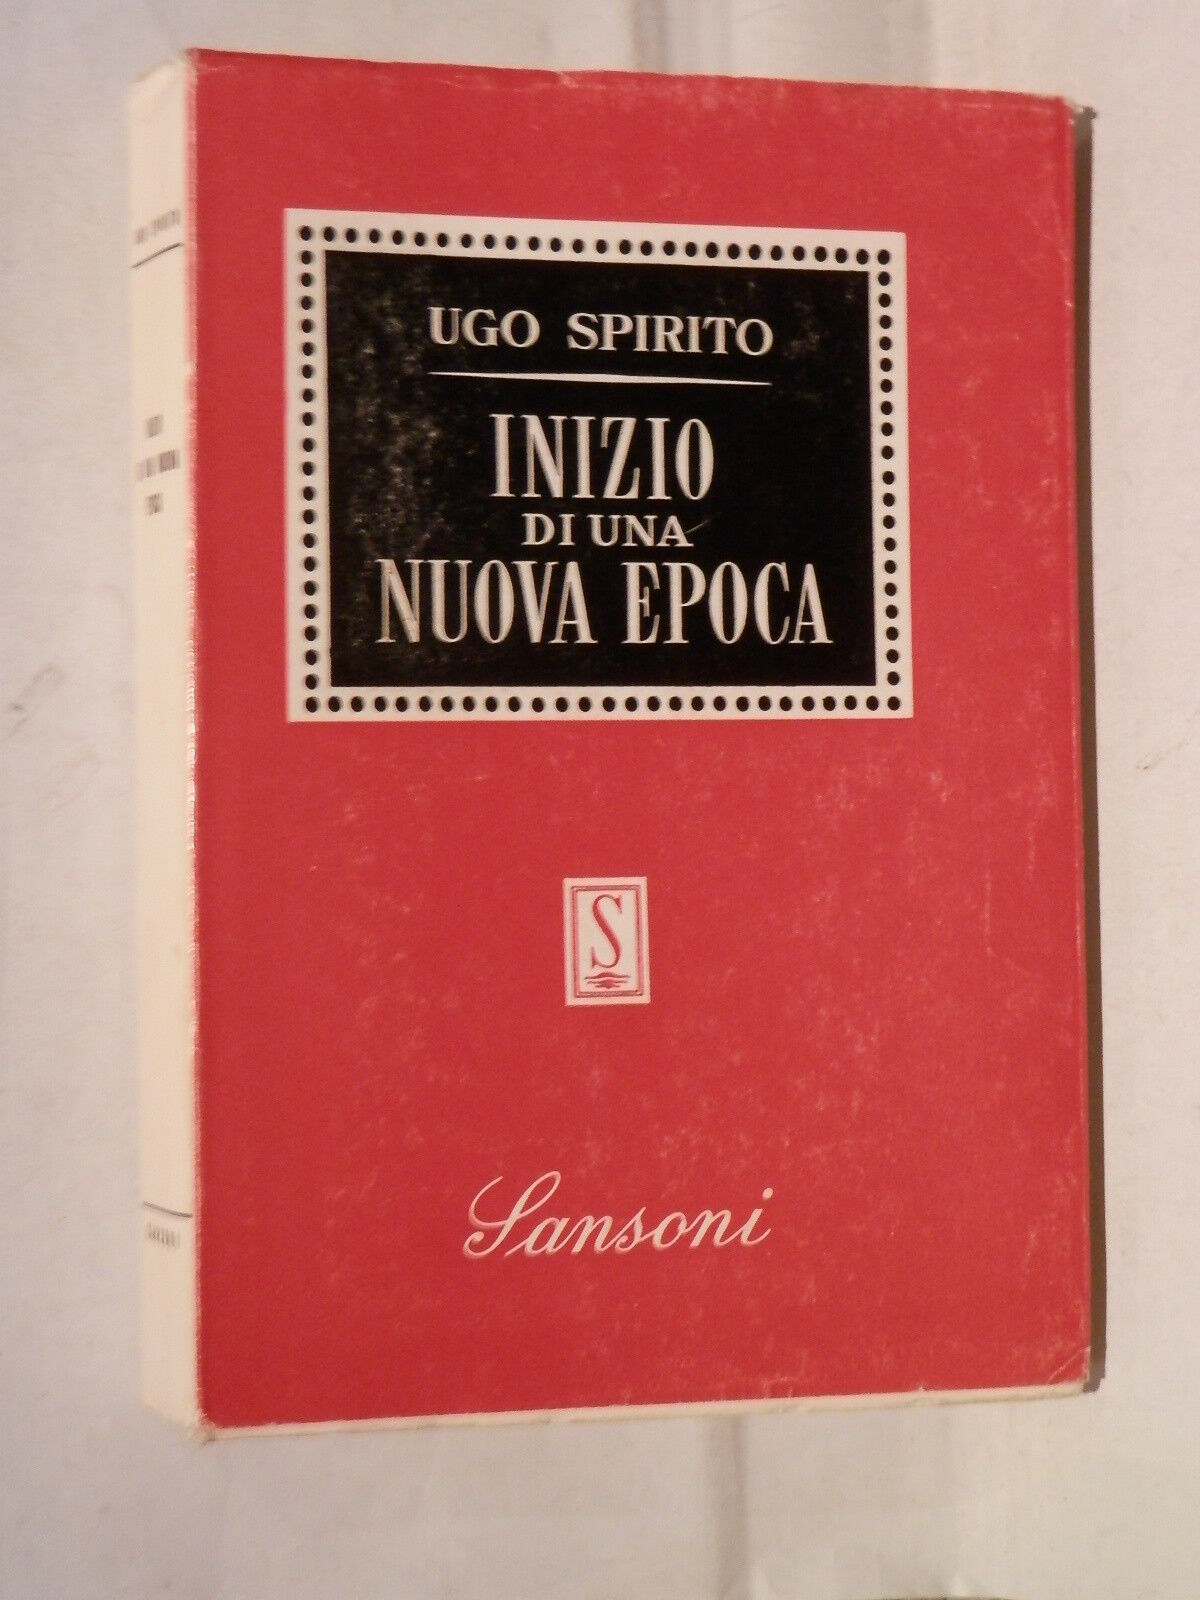 UGO SPIRITO
INIZIO
DI UNA
NUOVA EPOCA
S
Sansoni